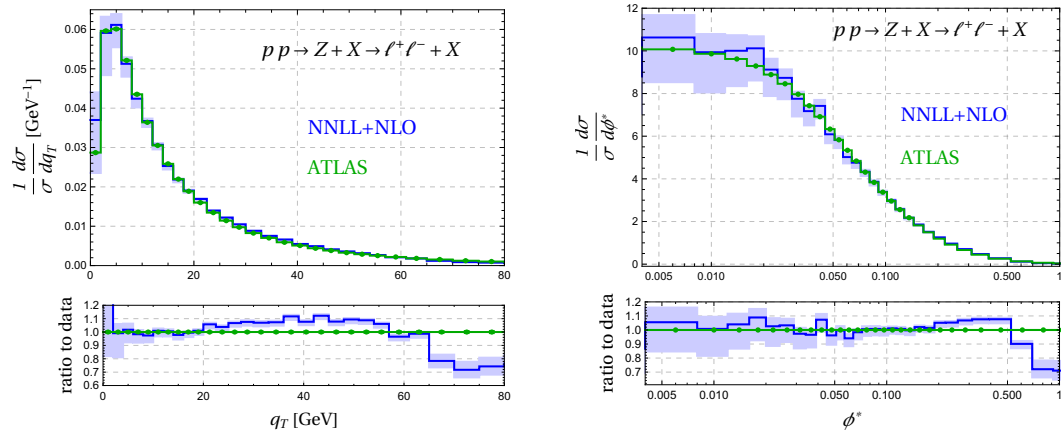 p p → Z + X → ℓ⁺ ℓ⁻ + X
NNLL+NLO
ATLAS
1/σ dσ/dq_T [GeV⁻¹]
0.06
0.05
0.04
0.03
0.02
0.01
0.00
0 20 40 60 80
ratio to data
1.2
1.1
1.0
0.9
0.8
0.7
0.6
0 20 40 60 80
q_T [GeV]
p p → Z + X → ℓ⁺ ℓ⁻ + X
NNLL+NLO
ATLAS
1/σ dσ/dϕ*
12
10
8
6
4
2
0
0.005 0.010 0.050 0.100 0.500 1
ratio to data
1.2
1.1
1.0
0.9
0.8
0.7
0.005 0.010 0.050 0.100 0.500 1
ϕ*